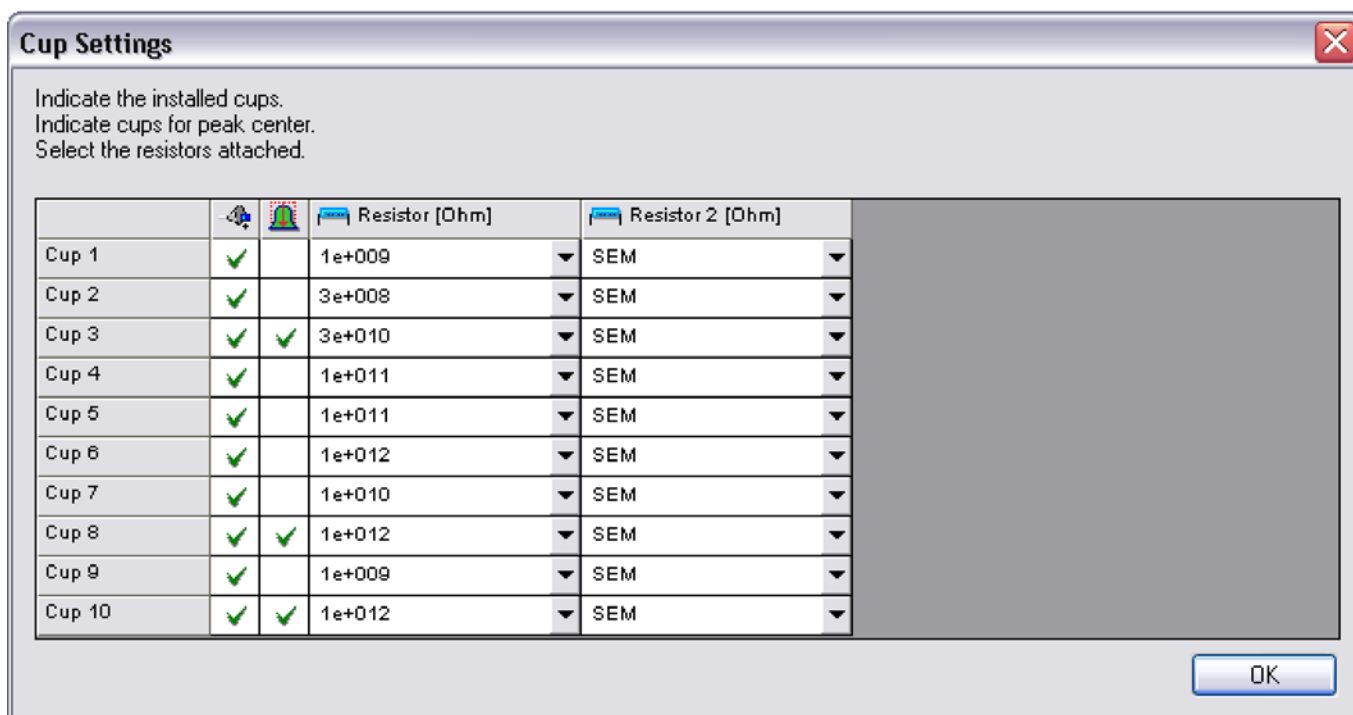 Cup Settings
Indicate the installed cups.
Indicate cups for peak center.
Select the resistors attached.
Resistor [Ohm] Resistor 2 [Ohm]
Cup 1 1e+009 SEM
Cup 2 3e+008 SEM
Cup 3 3e+010 SEM
Cup 4 1e+011 SEM
Cup 5 1e+011 SEM
Cup 6 1e+012 SEM
Cup 7 1e+010 SEM
Cup 8 1e+012 SEM
Cup 9 1e+009 SEM
Cup 10 1e+012 SEM
OK